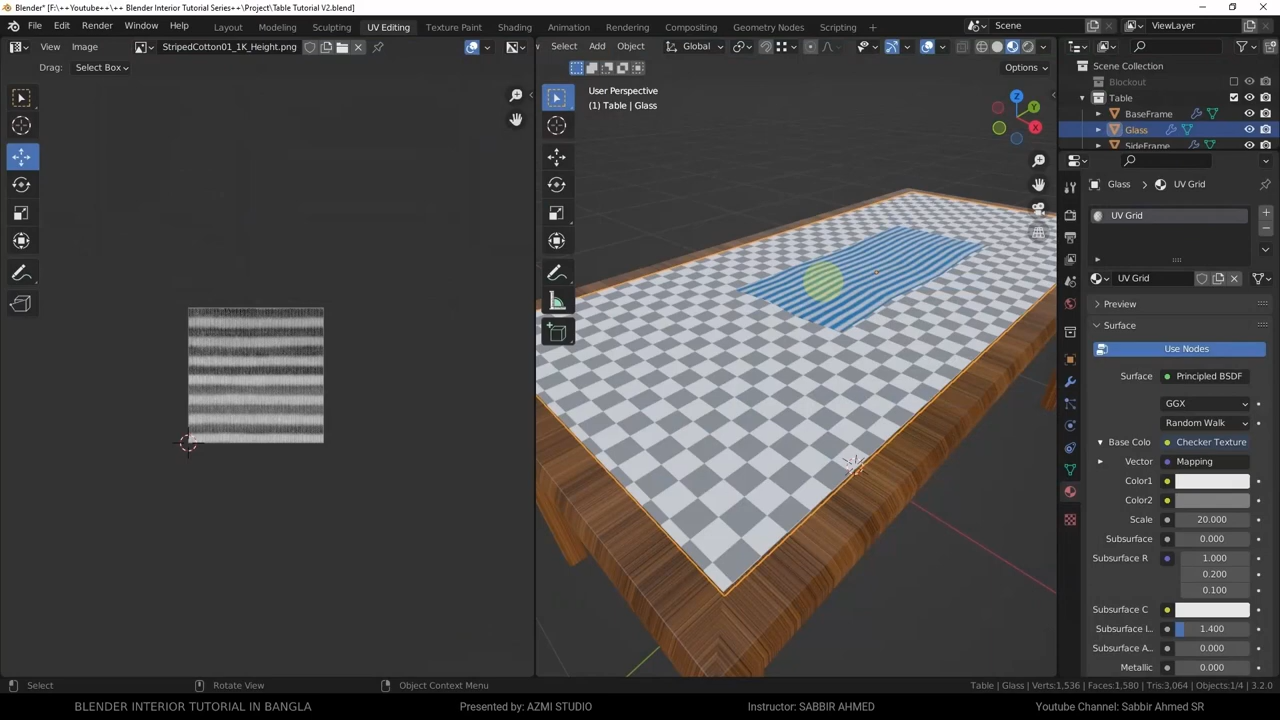 Blender* [F:\++Youtube++\++ Blender Interior Tutorial Series++\Project\Table Tutorial V2.blend]
File Edit Render Window Help Layout Modeling Sculpting UV Editing Texture Paint Shading Animation Rendering Compositing Geometry Nodes Scripting Scene ViewLayer
View Image StripedCotton01_1K_Height.png Select Add Object Global
Drag: Select Box Options
User Perspective
(1) Table | Glass
Z
Y
X
Scene Collection
Blockout
Table
BaseFrame
Glass
SideFrame
Glass UV Grid
UV Grid
UV Grid
Preview
Surface
Use Nodes
Surface Principled BSDF
GGX
Random Walk
Base Colo Checker Texture
Vector Mapping
Color1
Color2
Scale 20.000
Subsurface 0.000
Subsurface R 1.000
0.200
0.100
Subsurface C
Subsurface I.. 1.400
Subsurface A.. 0.000
Metallic 0.000
Select Rotate View Object Context Menu Table | Glass | Verts:1,536 | Faces:1,580 | Tris:3,064 | Objects:1/4 | 3.2.0
BLENDER INTERIOR TUTORIAL IN BANGLA Presented by: AZMI STUDIO Instructor: SABBIR AHMED Youtube Channel: Sabbir Ahmed SR